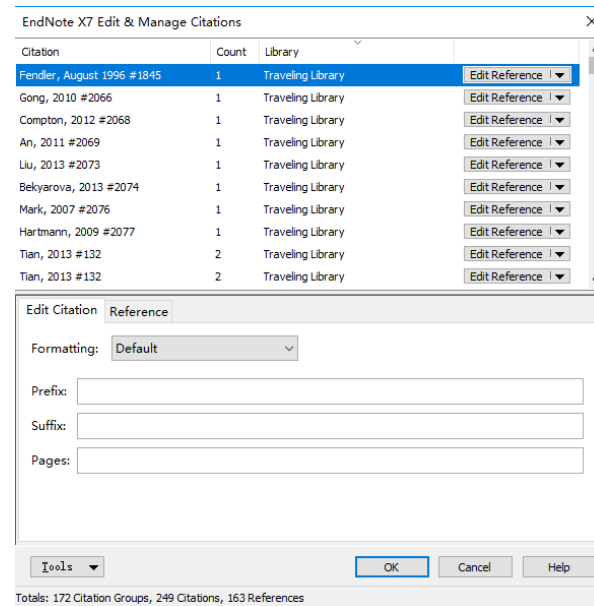 EndNote X7 Edit & Manage Citations
Citation Count Library
Fendler, August 1996 #1845 1 Traveling Library Edit Reference
Gong, 2010 #2066 1 Traveling Library Edit Reference
Compton, 2012 #2068 1 Traveling Library Edit Reference
An, 2011 #2069 1 Traveling Library Edit Reference
Liu, 2013 #2073 1 Traveling Library Edit Reference
Bekyarova, 2013 #2074 1 Traveling Library Edit Reference
Mark, 2007 #2076 1 Traveling Library Edit Reference
Hartmann, 2009 #2077 1 Traveling Library Edit Reference
Tian, 2013 #132 2 Traveling Library Edit Reference
Tian, 2013 #132 2 Traveling Library Edit Reference
Edit Citation Reference
Formatting: Default
Prefix:
Suffix:
Pages:
Tools OK Cancel Help
Totals: 172 Citation Groups, 249 Citations, 163 References